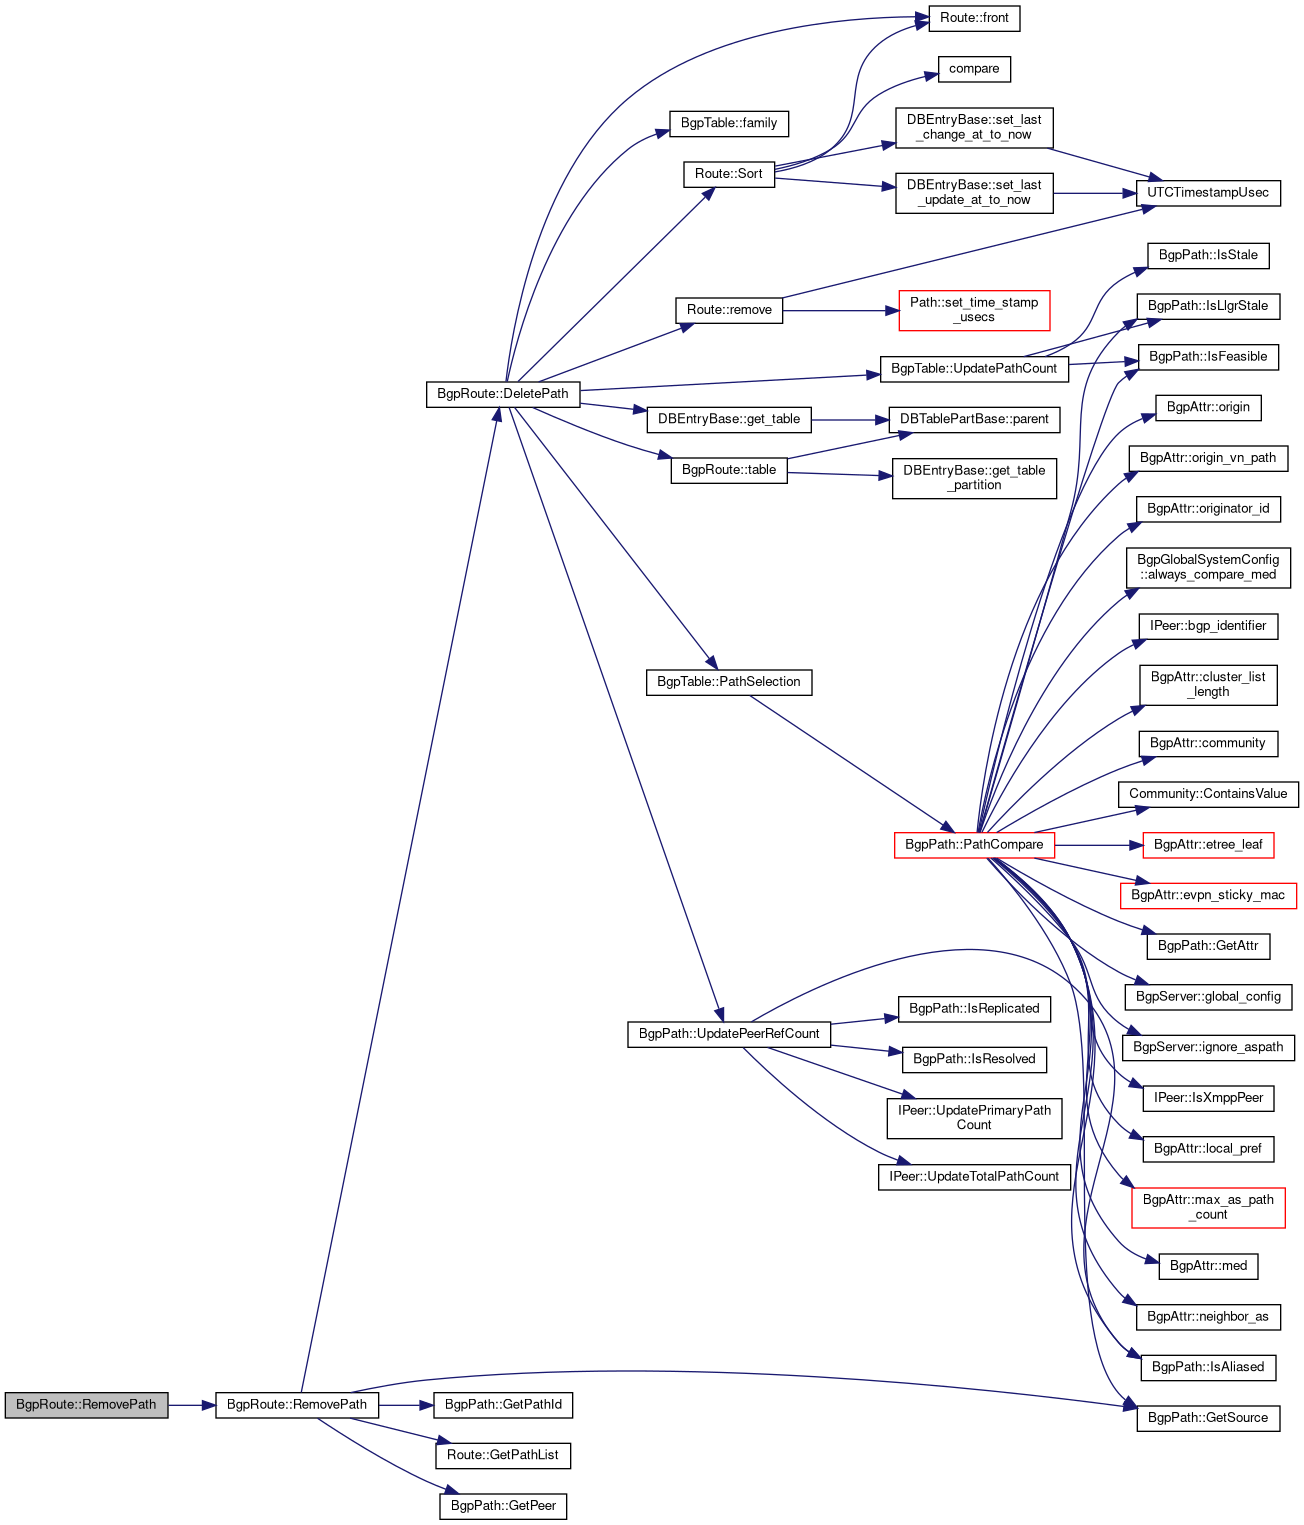 Route::front
compare
BgpTable::family
DBEntryBase::set_last
_change_at_to_now
Route::Sort
DBEntryBase::set_last
_update_at_to_now
UTCTimestampUsec
BgpPath::IsStale
Route::remove
Path::set_time_stamp
_usecs
BgpPath::IsLlgrStale
BgpPath::IsFeasible
BgpTable::UpdatePathCount
BgpRoute::DeletePath
DBEntryBase::get_table
DBTablePartBase::parent
BgpAttr::origin
BgpRoute::table
DBEntryBase::get_table
_partition
BgpAttr::origin_vn_path
BgpAttr::originator_id
BgpGlobalSystemConfig
::always_compare_med
IPeer::bgp_identifier
BgpTable::PathSelection
BgpAttr::cluster_list
_length
BgpAttr::community
Community::ContainsValue
BgpPath::PathCompare
BgpAttr::etree_leaf
BgpAttr::evpn_sticky_mac
BgpPath::GetAttr
BgpServer::global_config
BgpPath::UpdatePeerRefCount
BgpPath::IsReplicated
BgpServer::ignore_aspath
BgpPath::IsResolved
IPeer::IsXmppPeer
IPeer::UpdatePrimaryPath
Count
BgpAttr::local_pref
IPeer::UpdateTotalPathCount
BgpAttr::max_as_path
_count
BgpAttr::med
BgpAttr::neighbor_as
BgpPath::IsAliased
BgpRoute::RemovePath
BgpRoute::RemovePath
BgpPath::GetPathId
BgpPath::GetSource
Route::GetPathList
BgpPath::GetPeer